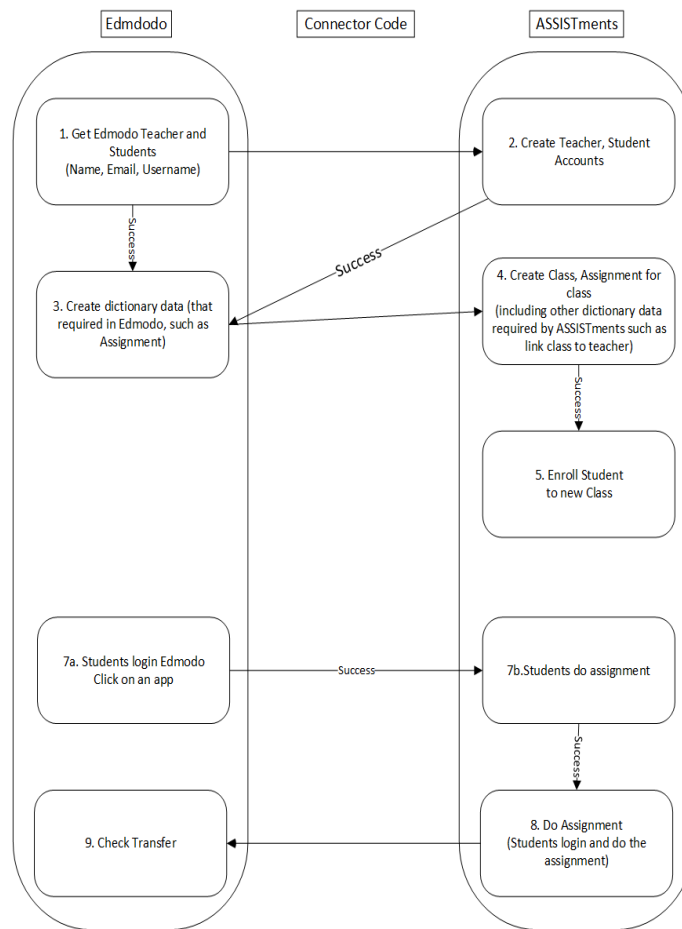 Edmdodo
Connector Code
ASSISTments
1. Get Edmodo Teacher and
Students
(Name, Email, Username)
2. Create Teacher, Student
Accounts
Success
Success
3. Create dictionary data (that
required in Edmodo, such as
Assignment)
4. Create Class, Assignment for
class
(including other dictionary data
required by ASSISTments such as
link class to teacher)
Success
5. Enroll Student
to new Class
7a. Students login Edmodo
Click on an app
Success
7b.Students do assignment
Success
8. Do Assignment
(Students login and do the
assignment)
9. Check Transfer